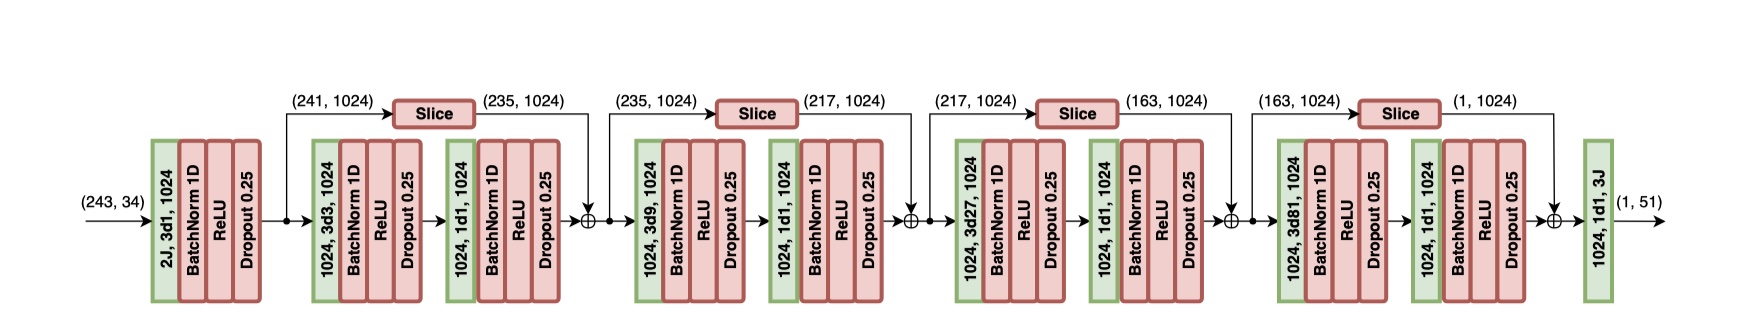 (243, 34)
2J, 3d1, 1024
BatchNorm 1D
ReLU
Dropout 0.25
(241, 1024)
Slice
(235, 1024)
1024, 3d3, 1024
BatchNorm 1D
ReLU
Dropout 0.25
1024, 1d1, 1024
BatchNorm 1D
ReLU
Dropout 0.25
(235, 1024)
Slice
(217, 1024)
1024, 3d9, 1024
BatchNorm 1D
ReLU
Dropout 0.25
1024, 1d1, 1024
BatchNorm 1D
ReLU
Dropout 0.25
(217, 1024)
Slice
(163, 1024)
1024, 3d27, 1024
BatchNorm 1D
ReLU
Dropout 0.25
1024, 1d1, 1024
BatchNorm 1D
ReLU
Dropout 0.25
(163, 1024)
Slice
(1, 1024)
1024, 3d81, 1024
BatchNorm 1D
ReLU
Dropout 0.25
1024, 1d1, 1024
BatchNorm 1D
ReLU
Dropout 0.25
1024, 1d1, 3J
(1, 51)